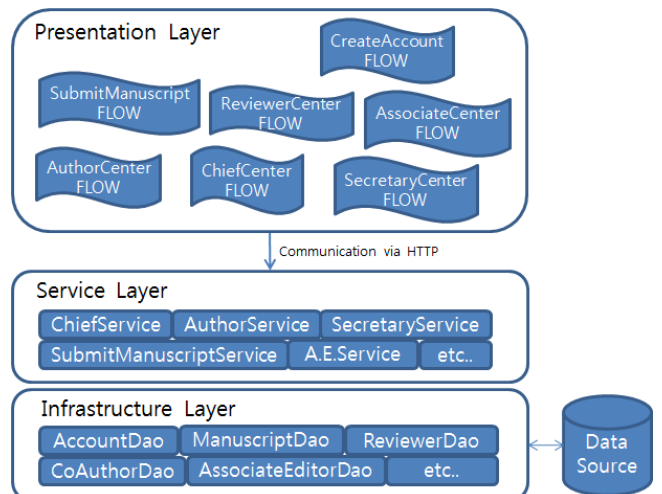 Presentation Layer
CreateAccount
FLOW
SubmitManuscript
FLOW
ReviewerCenter
FLOW
AssociateCenter
FLOW
AuthorCenter
FLOW
ChiefCenter
FLOW
SecretaryCenter
FLOW
Communication via HTTP
Service Layer
ChiefService AuthorService SecretaryService
SubmitManuscriptService A.E.Service etc..
Infrastructure Layer
AccountDao ManuscriptDao ReviewerDao
CoAuthorDao AssociateEditorDao etc..
Data
Source